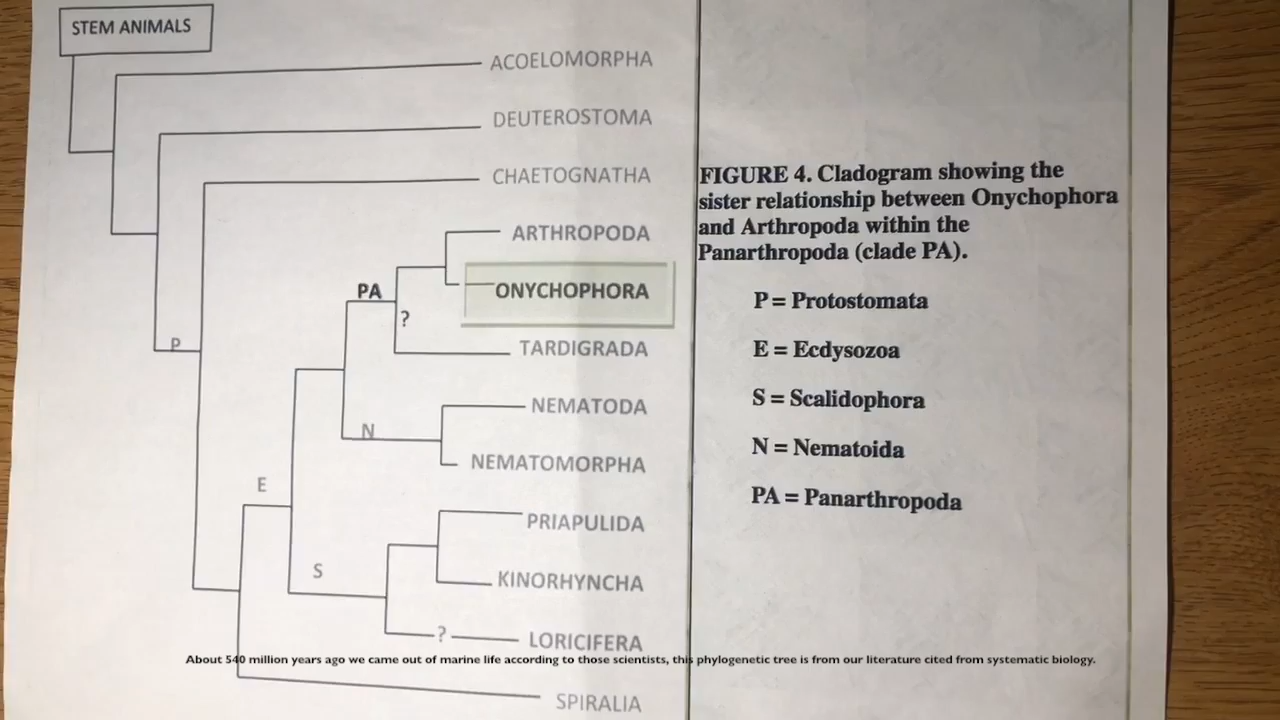 STEM ANIMALS
ACOELOMORPHA
DEUTEROSTOMA
CHAETOGNATHA
ARTHROPODA
PA
ONYCHOPHORA
?
P
TARDIGRADA
NEMATODA
N
NEMATOMORPHA
E
PRIAPULIDA
S
KINORHYNCHA
?
LORICIFERA
SPIRALIA
FIGURE 4. Cladogram showing the
sister relationship between Onychophora
and Arthropoda within the
Panarthropoda (clade PA).
P = Protostomata
E = Ecdysozoa
S = Scalidophora
N = Nematoida
PA = Panarthropoda
About 540 million years ago we came out of marine life according to those scientists, this phylogenetic tree is from our literature cited from systematic biology.